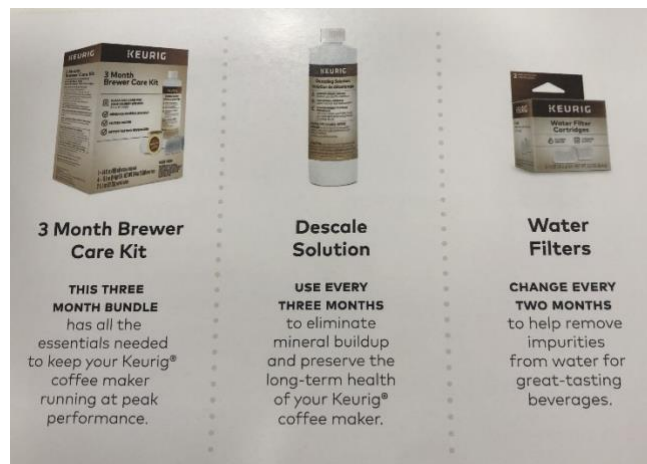 KEURIG
KEURIG
3 Month
Brewer Care Kit
3 Month Brewer
Care Kit
THIS THREE
MONTH BUNDLE
has all the
essentials needed
to keep your Keurig®
coffee maker
running at peak
performance.
KEURIG
Descale
Solution
USE EVERY
THREE MONTHS
to eliminate
mineral buildup
and preserve the
long-term health
of your Keurig®
coffee maker.
KEURIG
Water Filter
Cartridges
Water
Filters
CHANGE EVERY
TWO MONTHS
to help remove
impurities
from water for
great-tasting
beverages.